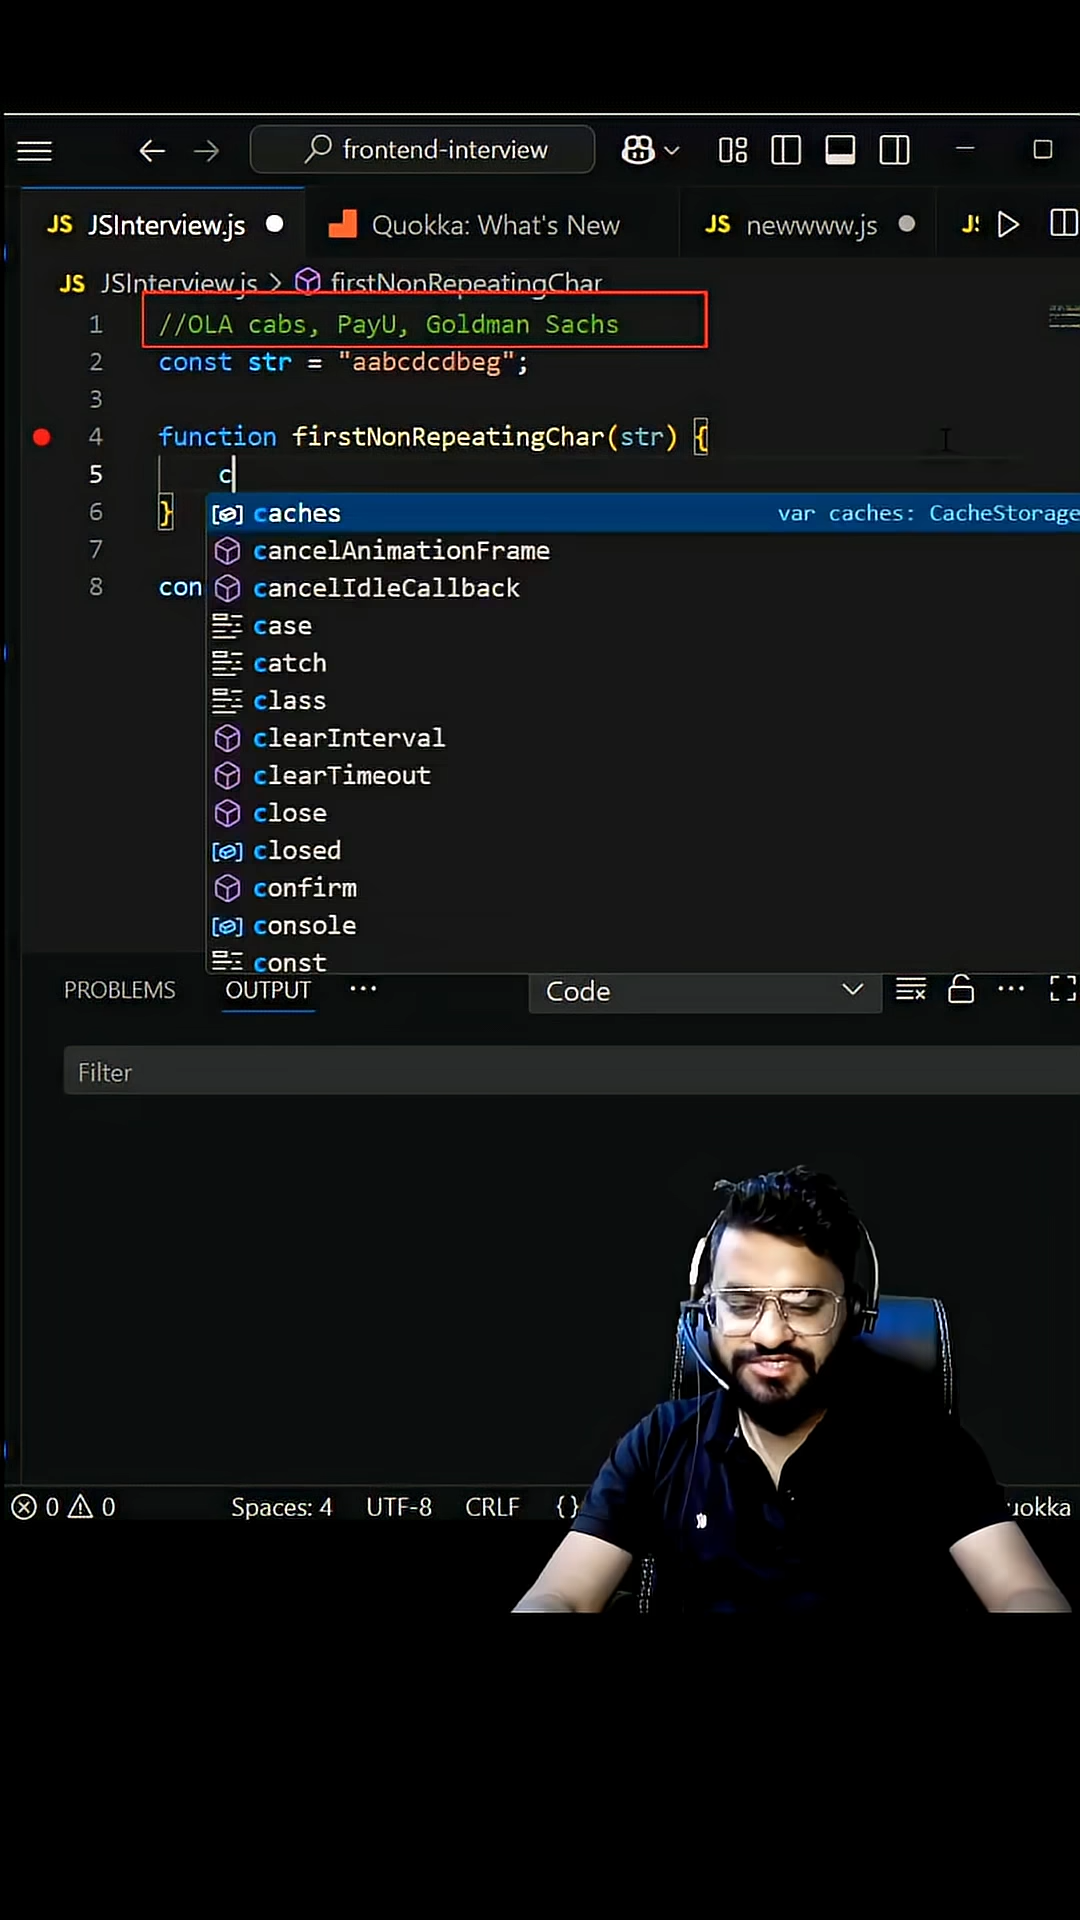 frontend-interview
JS JSInterview.js
Quokka: What's New
JS newwww.js
JS JSInterview.js > firstNonRepeatingChar
1 //OLA cabs, PayU, Goldman Sachs
2 const str = "aabcdcdbeg";
3
4 function firstNonRepeatingChar(str) {
5 c
6 }
7
8 con
caches var caches: CacheStorage
cancelAnimationFrame
cancelIdleCallback
case
catch
class
clearInterval
clearTimeout
close
closed
confirm
console
const
PROBLEMS OUTPUT ... Code ...
Filter
0 0 Spaces: 4 UTF-8 CRLF {} uokka